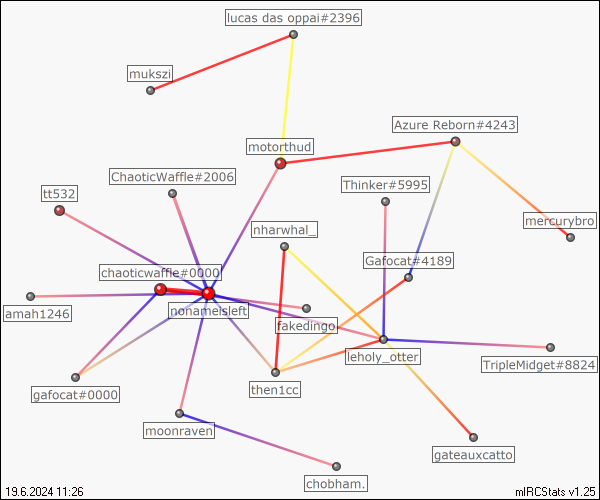 lucas das oppai#2396
mukszi
Azure Reborn#4243
motorthud
ChaoticWaffle#2006
Thinker#5995
tt532
mercurybro
nharwhal_
Gafocat#4189
chaoticwaffle#0000
nonameisleft
amah1246
fakedingo
leholy_otter
TripleMidget#8824
gafocat#0000
then1cc
moonraven
gateauxcatto
chobham.
19.6.2024 11:26
mIRCStats v1.25